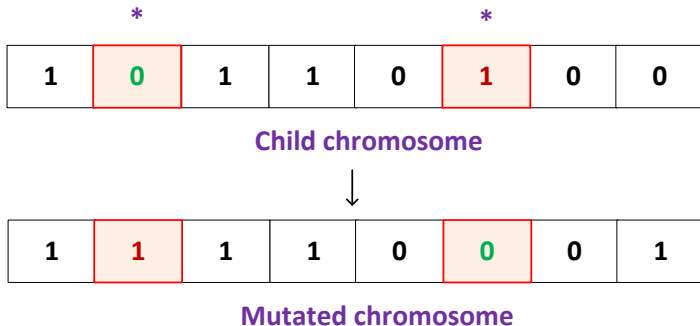 * *
1 0 1 1 0 1 0 0
Child chromosome
1 1 1 1 0 0 0 1
Mutated chromosome